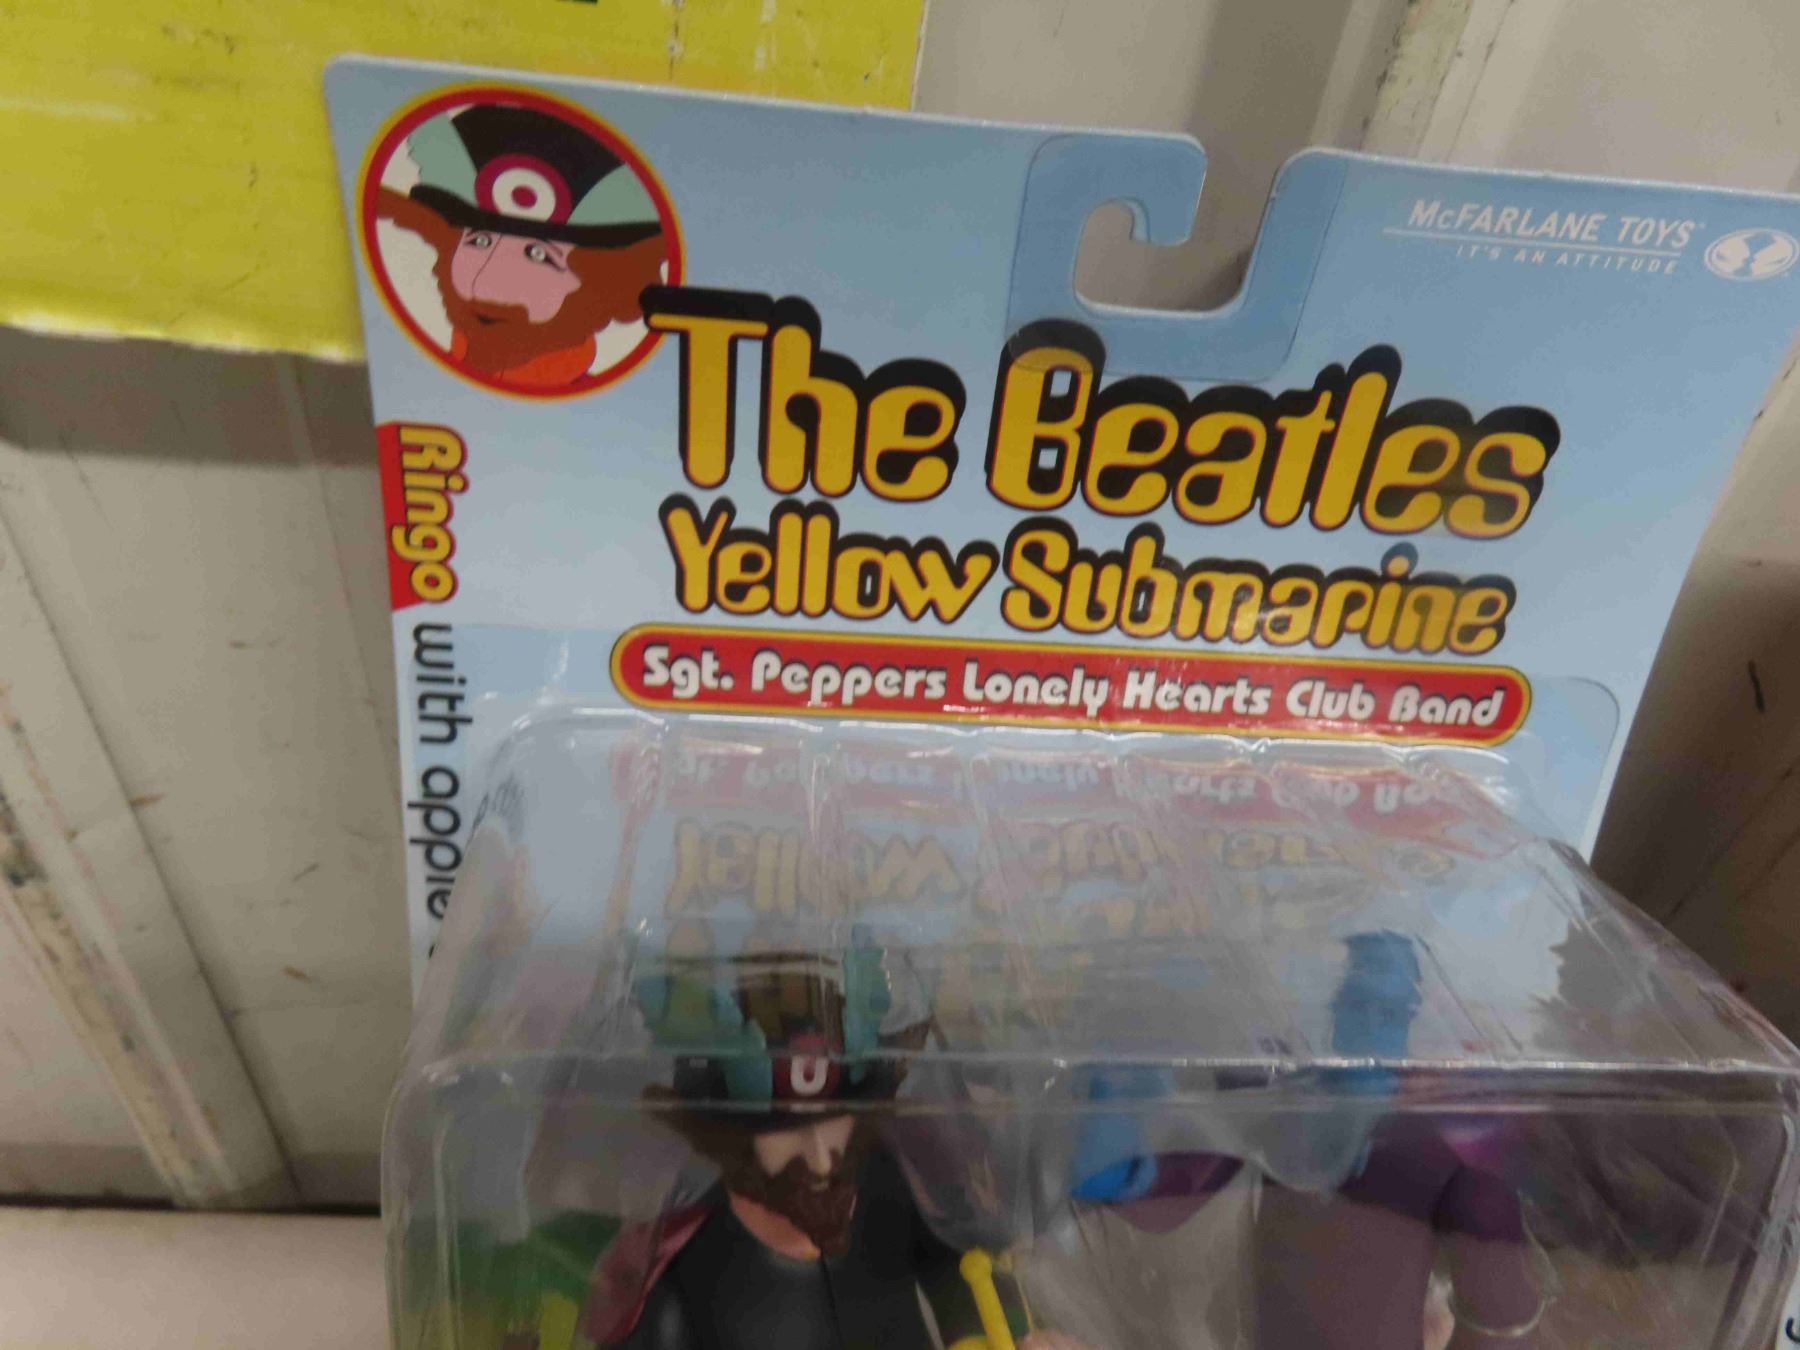 McFARLANE TOYS
IT'S AN ATTITUDE
The Beatles
Yellow Submarine
Sgt. Peppers Lonely Hearts Club Band
Ringo with apple